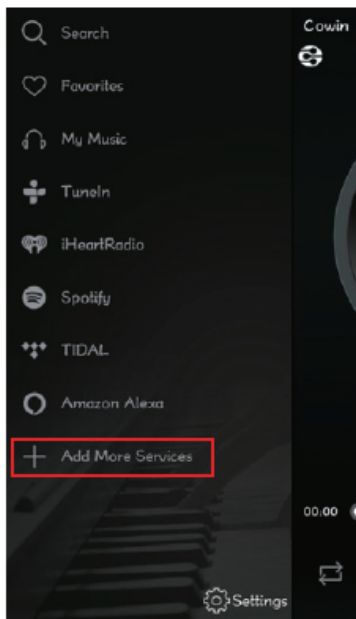 Search
Cowin
Favorites
My Music
TuneIn
iHeartRadio
Spotify
TIDAL
Amazon Alexa
Add More Services
00:00
Settings